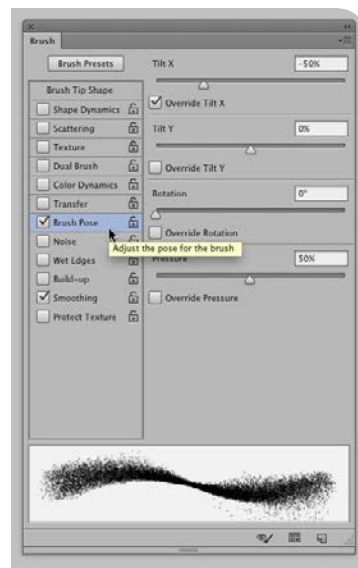 Brush
Brush Presets
Brush Tip Shape
Shape Dynamics
Scattering
Texture
Dual Brush
Color Dynamics
Transfer
Brush Pose
Noise
Wet Edges
Build-up
Smoothing
Protect Texture
Tilt X -50%
Override Tilt X
Tilt Y 0%
Override Tilt Y
Rotation 0°
Override Rotation
Adjust the pose for the brush
Pressure 50%
Override Pressure